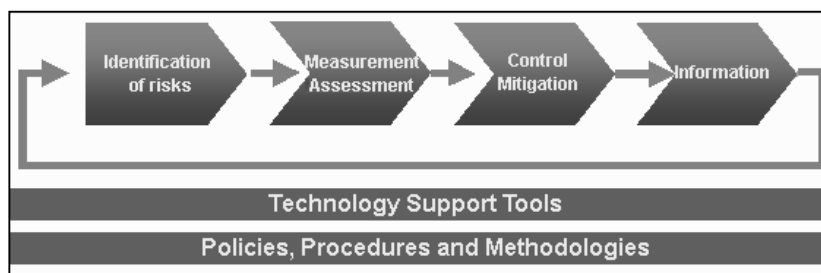 Identification
of risks
Measurement
Assessment
Control
Mitigation
Information
Technology Support Tools
Policies, Procedures and Methodologies